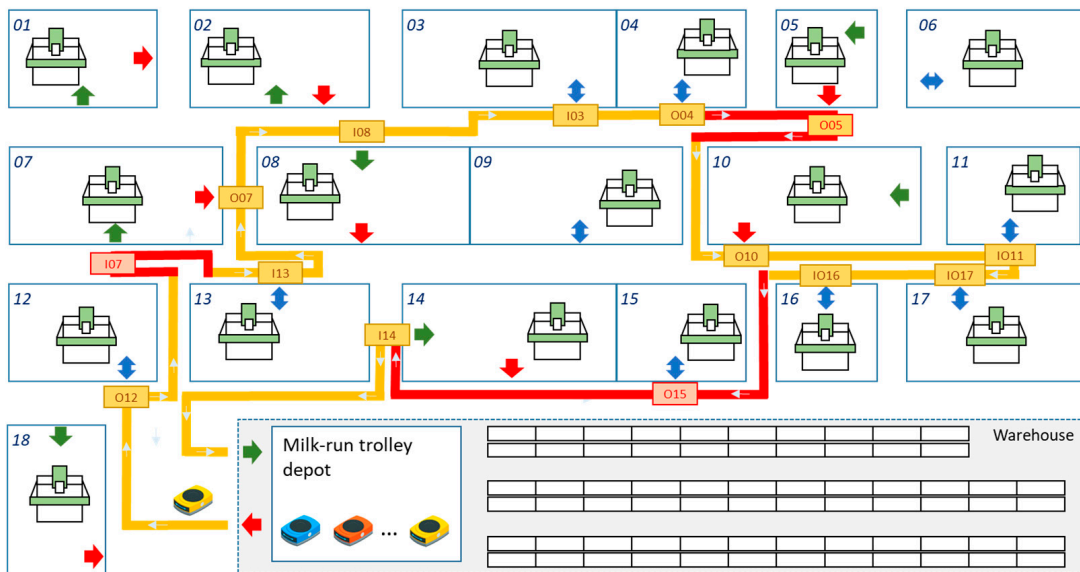 01
02
03
04
05
06
I08
I03
O04
O05
07
08
09
10
11
O07
I07
I13
O10
IO11
IO16
IO17
12
13
14
15
16
17
I14
O12
O15
18
Milk-run trolley
depot
Warehouse
...